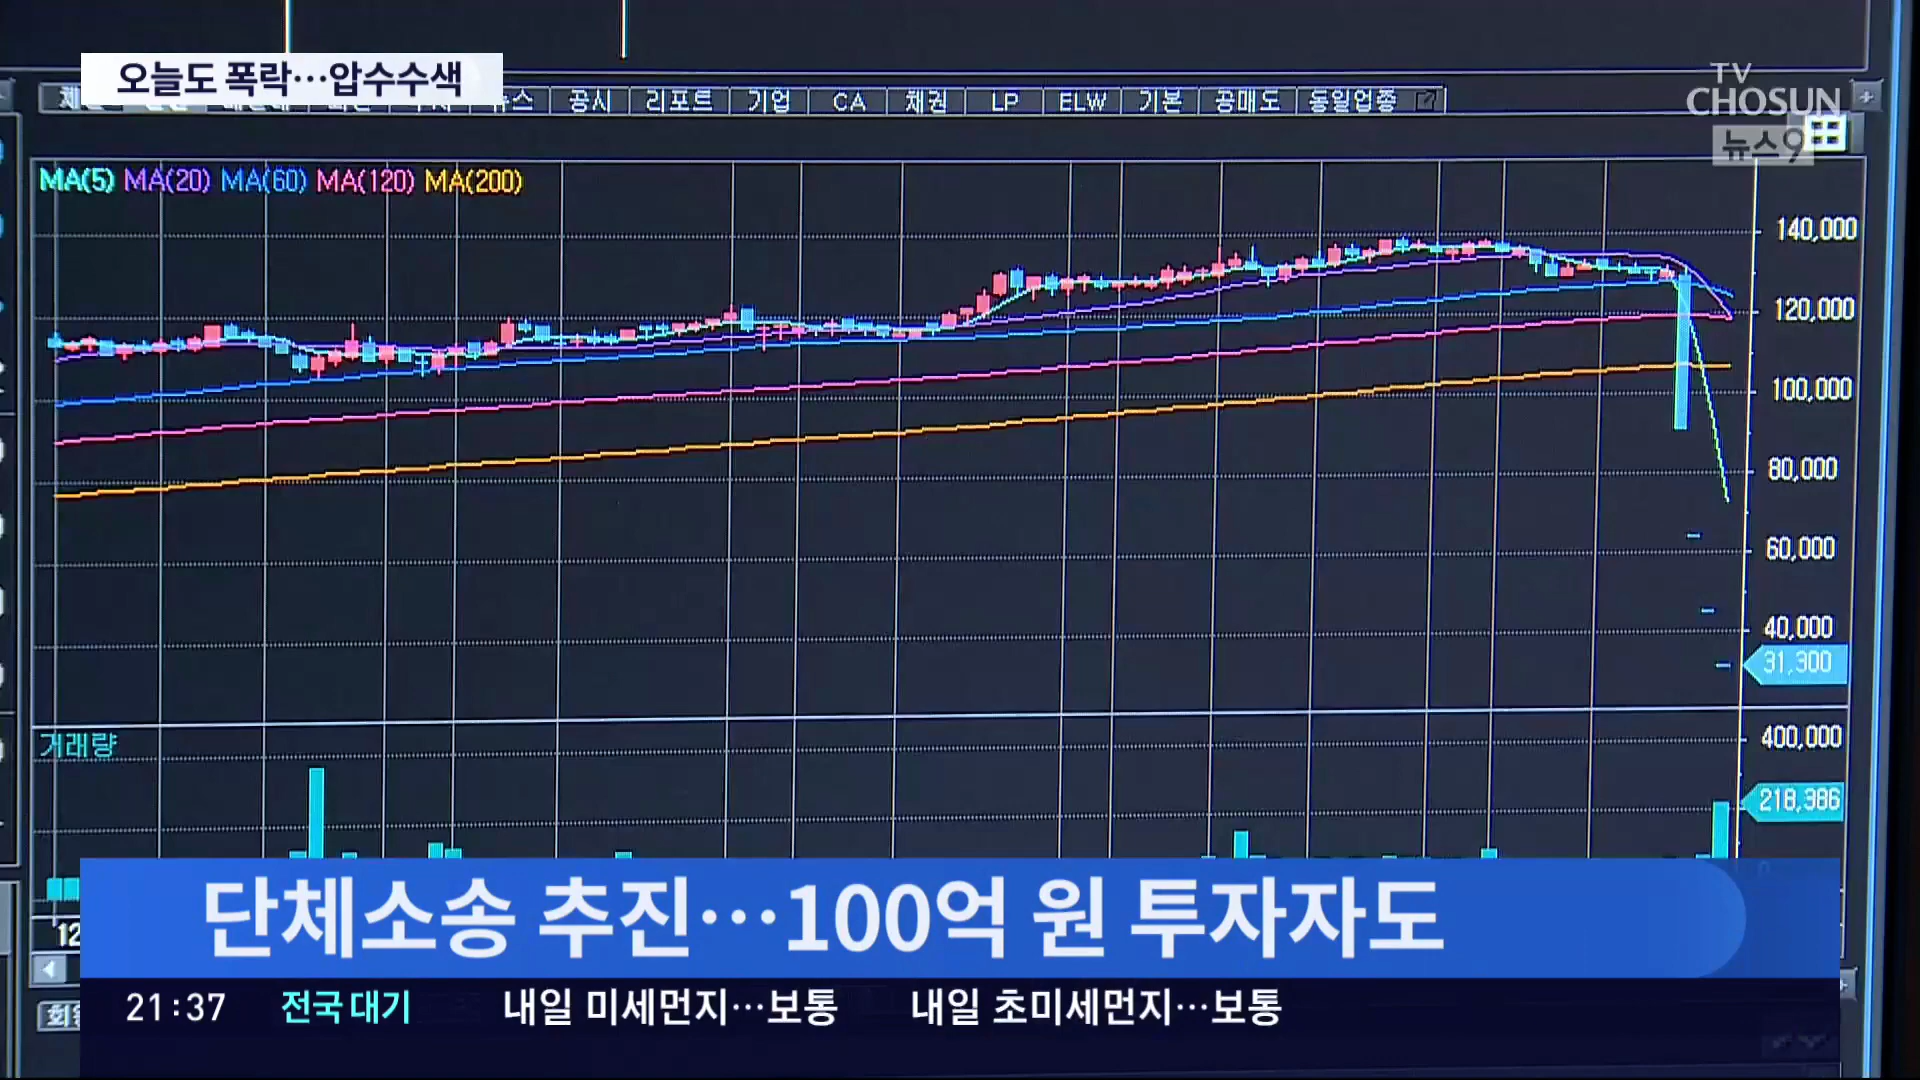 오늘도 폭락…압수수색
TV
CHOSUN
뉴스9
뉴스 공시 리포트 기업 CA 채권 LP ELW 기본 공매도 동일업종
MA(5) MA(20) MA(60) MA(120) MA(200)
140,000
120,000
100,000
80,000
60,000
40,000
31,300
거래량
400,000
218,386
단체소송 추진…100억 원 투자자도
12
21:37 전국 대기 내일 미세먼지…보통 내일 초미세먼지…보통